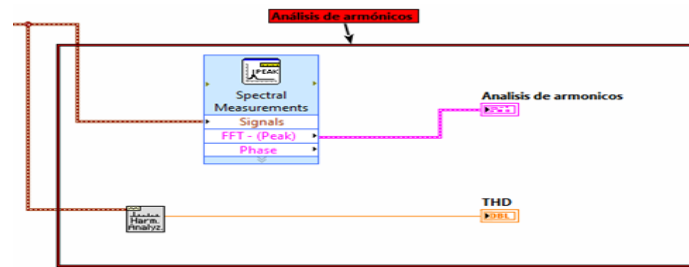 Análisis de armónicos
PEAK
Spectral
Measurements
Signals
FFT - (Peak)
Phase
Analisis de armonicos
THD
DBL
Harm.
Analyz.